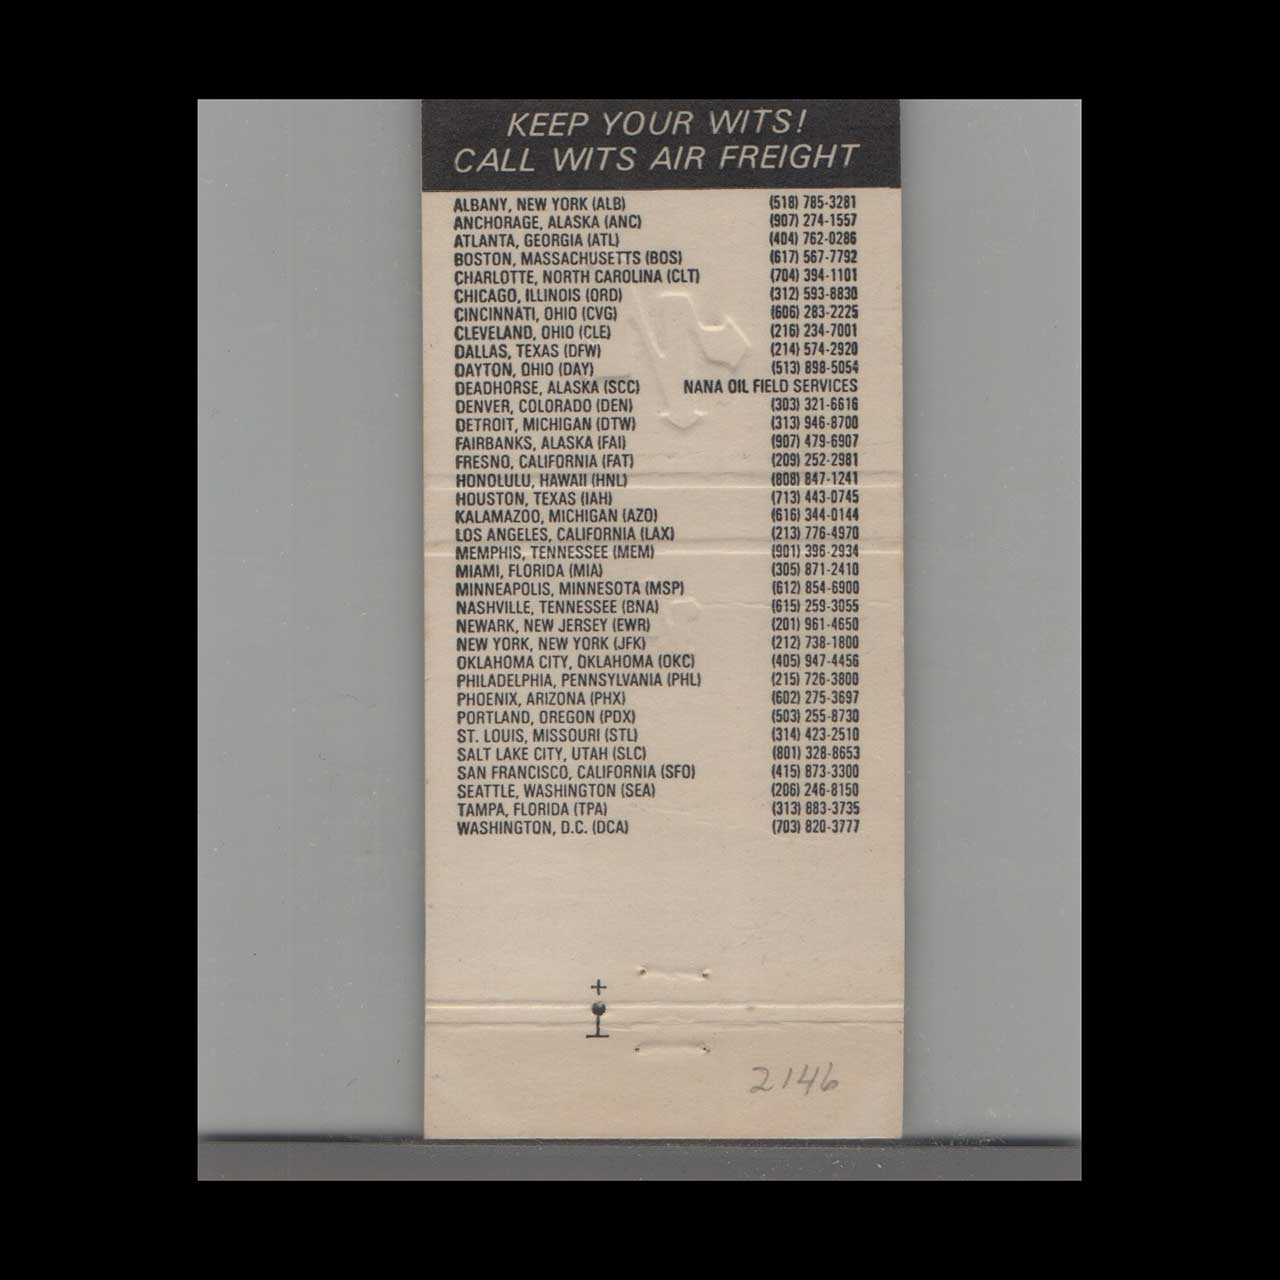 KEEP YOUR WITS!
CALL WITS AIR FREIGHT
ALBANY, NEW YORK (ALB) (518) 785-3281
ANCHORAGE, ALASKA (ANC) (907) 274-1557
ATLANTA, GEORGIA (ATL) (404) 762-0286
BOSTON, MASSACHUSETTS (BOS) (617) 567-7792
CHARLOTTE, NORTH CAROLINA (CLT) (704) 394-1101
CHICAGO, ILLINOIS (ORD) (312) 593-8830
CINCINNATI, OHIO (CVG) (606) 283-2225
CLEVELAND, OHIO (CLE) (216) 234-7001
DALLAS, TEXAS (DFW) (214) 574-2920
DAYTON, OHIO (DAY) (513) 898-5054
DEADHORSE, ALASKA (SCC) NANA OIL FIELD SERVICES
DENVER, COLORADO (DEN) (303) 321-6616
DETROIT, MICHIGAN (DTW) (313) 946-8700
FAIRBANKS, ALASKA (FAI) (907) 479-6907
FRESNO, CALIFORNIA (FAT) (209) 252-2981
HONOLULU, HAWAII (HNL) (808) 847-1241
HOUSTON, TEXAS (IAH) (713) 443-0745
KALAMAZOO, MICHIGAN (AZO) (616) 344-0144
LOS ANGELES, CALIFORNIA (LAX) (213) 776-4970
MEMPHIS, TENNESSEE (MEM) (901) 396-2934
MIAMI, FLORIDA (MIA) (305) 871-2410
MINNEAPOLIS, MINNESOTA (MSP) (612) 854-6900
NASHVILLE, TENNESSEE (BNA) (615) 259-3055
NEWARK, NEW JERSEY (EWR) (201) 961-4650
NEW YORK, NEW YORK (JFK) (212) 738-1800
OKLAHOMA CITY, OKLAHOMA (OKC) (405) 947-4456
PHILADELPHIA, PENNSYLVANIA (PHL) (215) 726-3800
PHOENIX, ARIZONA (PHX) (602) 275-3697
PORTLAND, OREGON (PDX) (503) 255-8730
ST. LOUIS, MISSOURI (STL) (314) 423-2510
SALT LAKE CITY, UTAH (SLC) (801) 328-8653
SAN FRANCISCO, CALIFORNIA (SFO) (415) 873-3300
SEATTLE, WASHINGTON (SEA) (206) 246-8150
TAMPA, FLORIDA (TPA) (313) 883-3735
WASHINGTON, D.C. (DCA) (703) 820-3777
2146